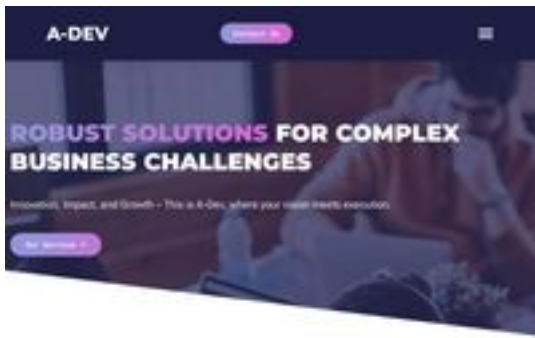 A-DEV
Contact Us
ROBUST SOLUTIONS FOR COMPLEX
BUSINESS CHALLENGES
Innovation, Impact, and Growth – This is A-Dev, where your vision meets execution.
Our Services